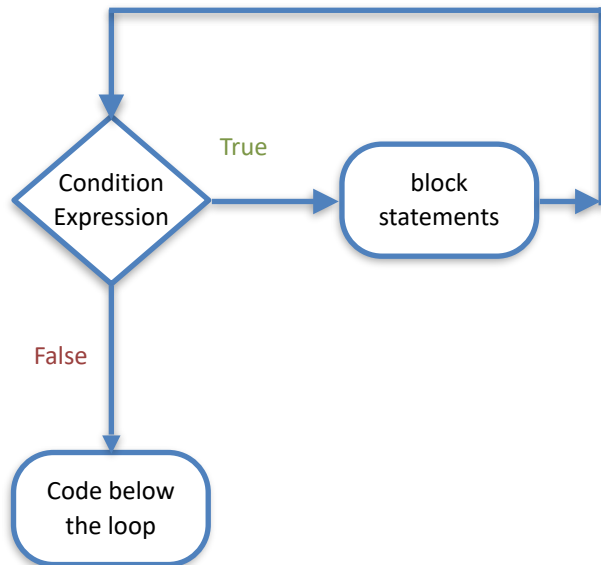 True
Condition
Expression
block
statements
False
Code below
the loop